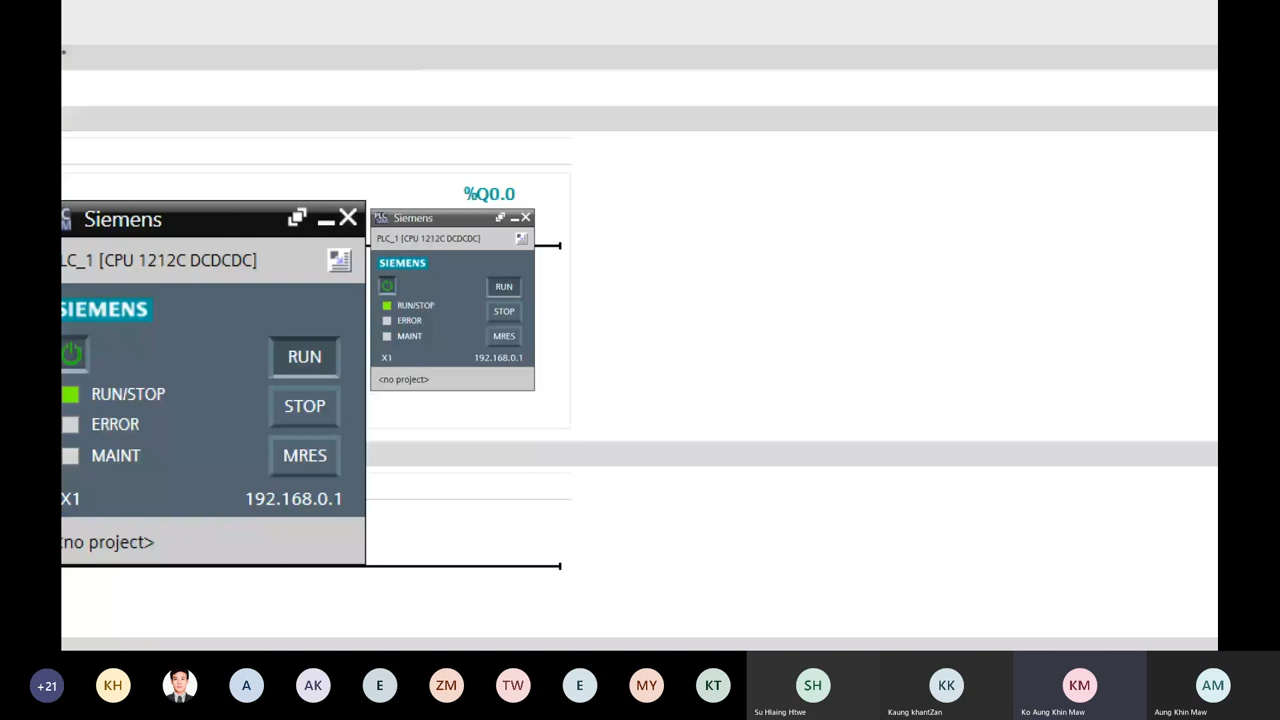 *
%Q0.0
Siemens
LC_1 [CPU 1212C DCDCDC]
SIEMENS
RUN
RUN/STOP
STOP
ERROR
MAINT
MRES
X1
192.168.0.1
<no project>
Siemens
PLC_1 [CPU 1212C DCDCDC]
SIEMENS
RUN
RUN/STOP
STOP
ERROR
MAINT
MRES
X1
192.168.0.1
<no project>
+21
KH
A
AK
E
ZM
TW
E
MY
KT
SH
Su Hlaing Htwe
KK
Kaung khantZan
KM
Ko Aung Khin Maw
AM
Aung Khin Maw